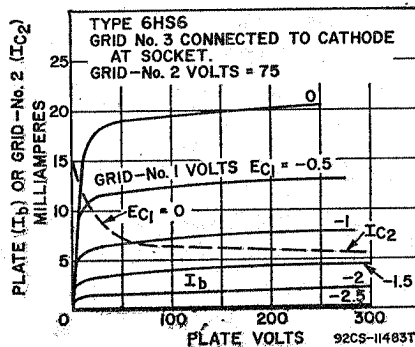 TYPE 6HS6
GRID No. 3 CONNECTED TO CATHODE
AT SOCKET.
GRID-No. 2 VOLTS = 75
PLATE (Ib) OR GRID-No. 2 (IC2)
MILLIAMPERES
25
20
15
10
5
0
0
GRID-No. 1 VOLTS EC1 = -0.5
EC1 = 0
IC2
-1
Ib
-1.5
-2
-2.5
100
200
300
PLATE VOLTS
92CS-11483T